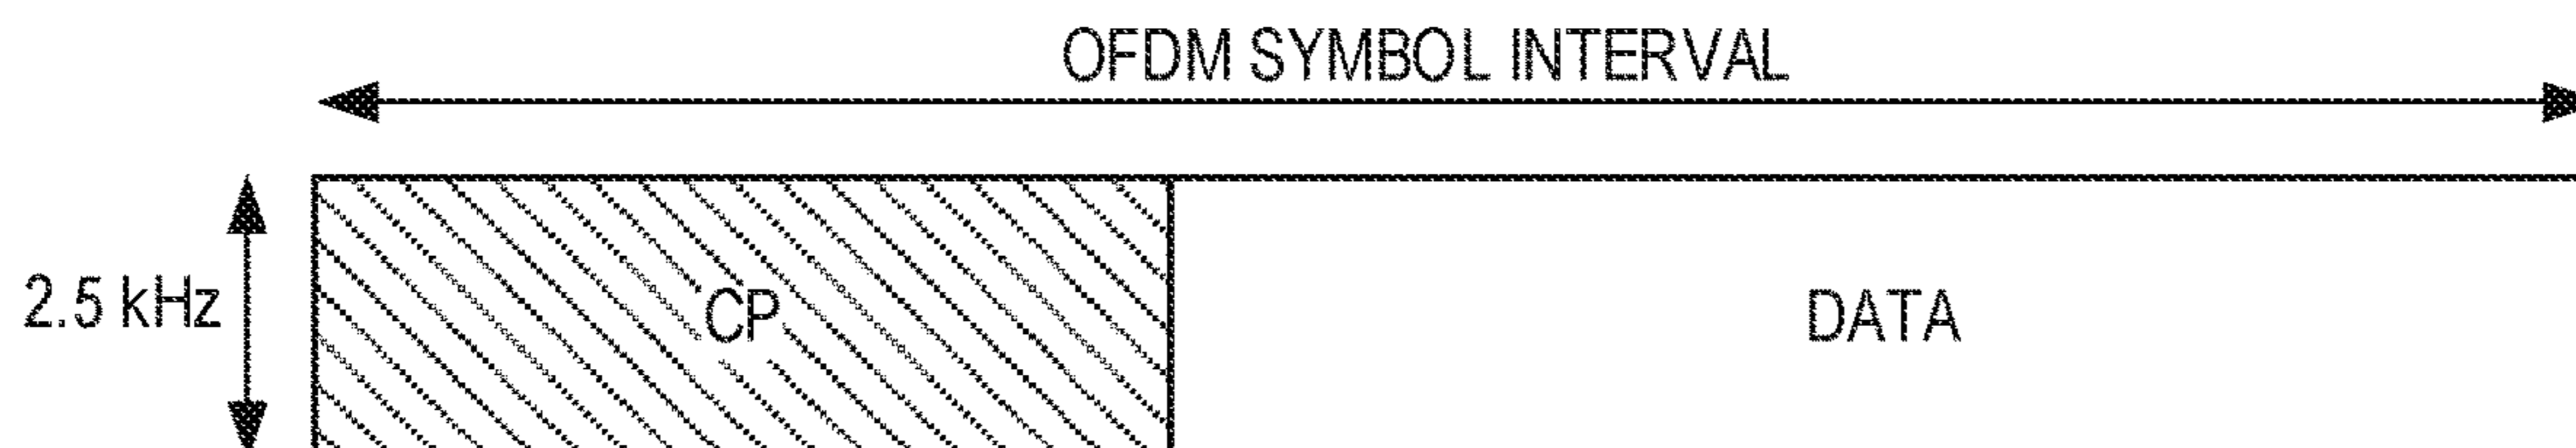 OFDM SYMBOL INTERVAL
2.5 kHz
CP
DATA